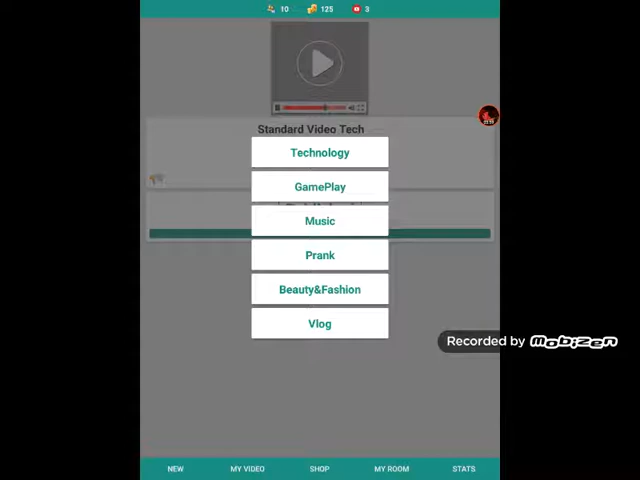 10 125 3
Standard Video Tech
Technology
GamePlay
Music
Prank
Beauty&Fashion
Vlog
Recorded by Mobizen
NEW MY VIDEO SHOP MY ROOM STATS